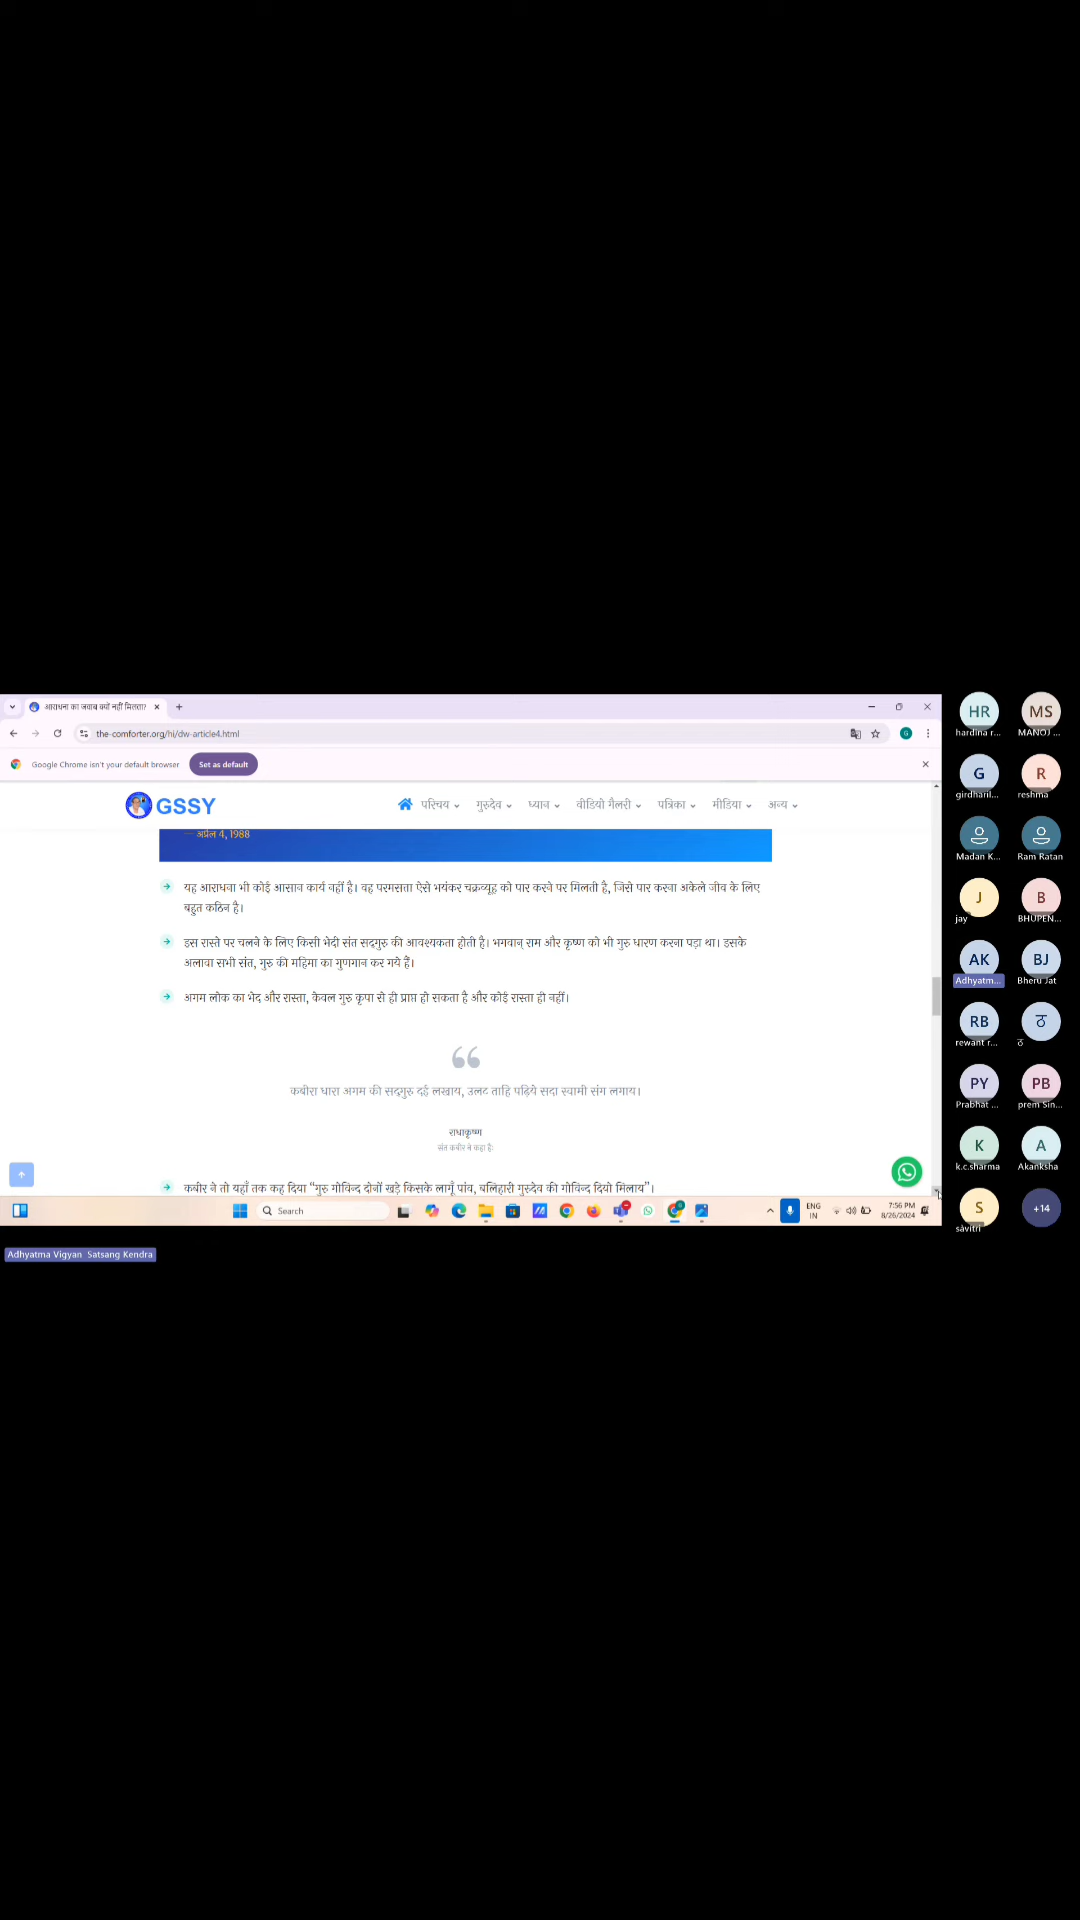 आराधना का जवाब क्यों नहीं मिलता?
the-comforter.org/hi/dw-article4.html
G
Google Chrome isn't your default browser
Set as default
GSSY
परिचय
गुरुदेव
ध्यान
वीडियो गैलरी
पत्रिका
मीडिया
अन्य
— अप्रैल 4, 1988
यह आराधना भी कोई आसान कार्य नहीं है। वह परमसत्ता ऐसे भयंकर चक्रव्यूह को पार करने पर मिलती है, जिसे पार करना अकेले जीव के लिए
बहुत कठिन है।
इस रास्ते पर चलने के लिए किसी भेदी संत सद्‌गुरु की आवश्यकता होती है। भगवान् राम और कृष्ण को भी गुरु धारण करना पड़ा था। इसके
अलावा सभी संत, गुरु की महिमा का गुणगान कर गये हैं।
अगम लोक का भेद और रास्ता, केवल गुरु कृपा से ही प्राप्त हो सकता है और कोई रास्ता ही नहीं।
“
कबीरा धारा अगम की सद्‌गुरु दई लखाय, उलट ताहि पढ़िये सदा स्वामी संग लगाय।
राधाकृष्ण
संत कबीर ने कहा है:
कबीर ने तो यहाँ तक कह दिया “गुरु गोविन्द दोनों खड़े किसके लागूँ पांव, बलिहारी गुरुदेव की गोविन्द दियो मिलाय”।
Search
ENG
IN
7:56 PM
8/26/2024
HR
hardina r...
MS
MANOJ ...
G
girdharil...
R
reshma
Madan K...
Ram Ratan
J
jay
B
BHUPEN...
AK
Adhyatm...
BJ
Bheru Jat
RB
rewant r...
ठ
ठ
PY
Prabhat ...
PB
prem Sin...
K
k.c.sharma
A
Akanksha
S
savitri
+14
Adhyatma Vigyan Satsang Kendra